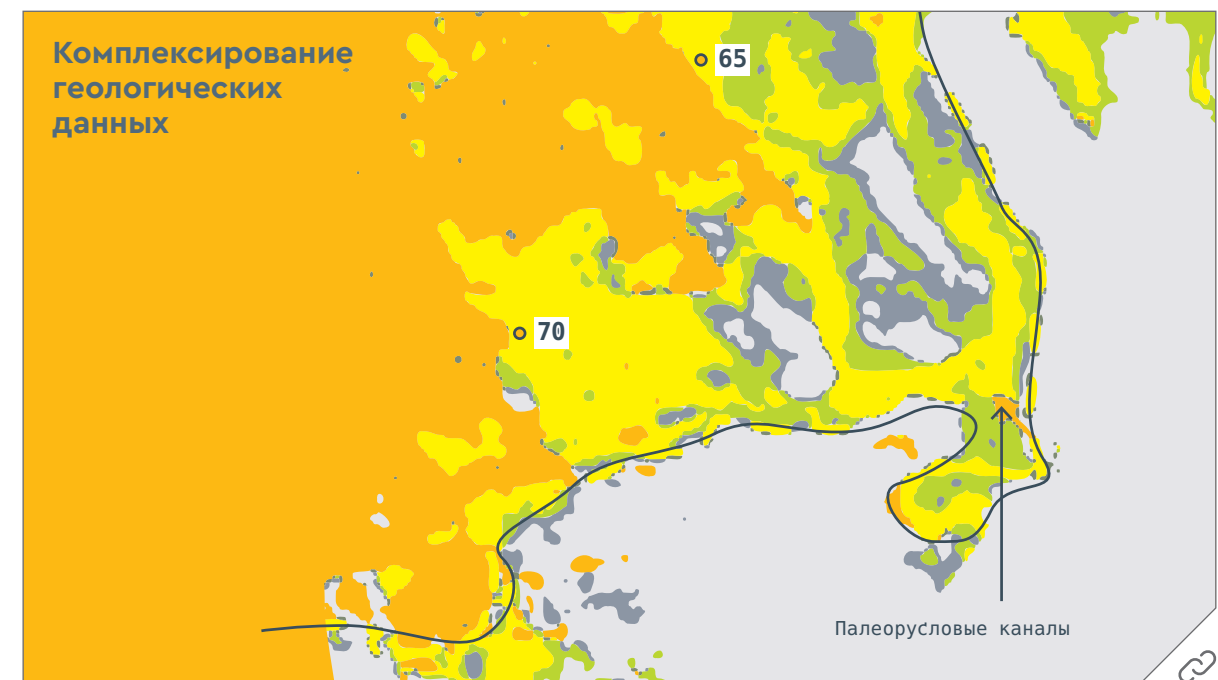 Комплексирование
геологических
данных
65
70
Палеорусловые каналы